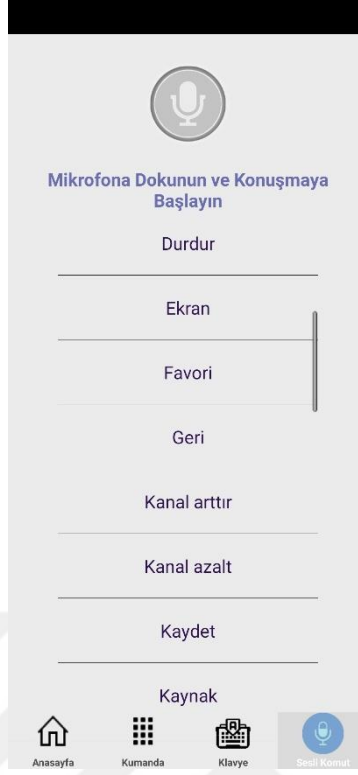 Mikrofona Dokunun ve Konuşmaya
Başlayın
Durdur
Ekran
Favori
Geri
Kanal arttır
Kanal azalt
Kaydet
Kaynak
Anasayfa
Kumanda
Klavye
Sesli Komut